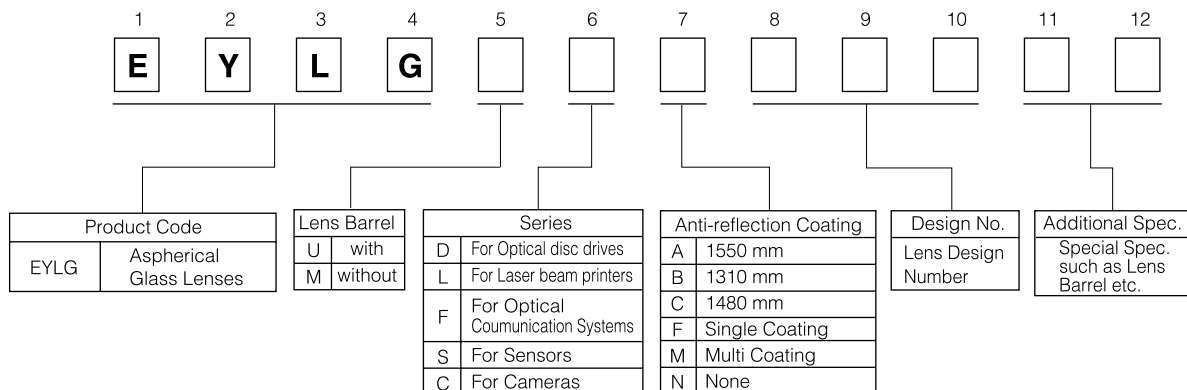 1 2 3 4 5 6 7 8 9 10 11 12
E Y L G
Product Code
EYLG
Aspherical
Glass Lenses
Lens Barrel
U with
M without
Series
D For Optical disc drives
L For Laser beam printers
F
For Optical
Coumunication Systems
S For Sensors
C For Cameras
Anti-reflection Coating
A 1550 mm
B 1310 mm
C 1480 mm
F Single Coating
M Multi Coating
N None
Design No.
Lens Design
Number
Additional Spec.
Special Spec.
such as Lens
Barrel etc.